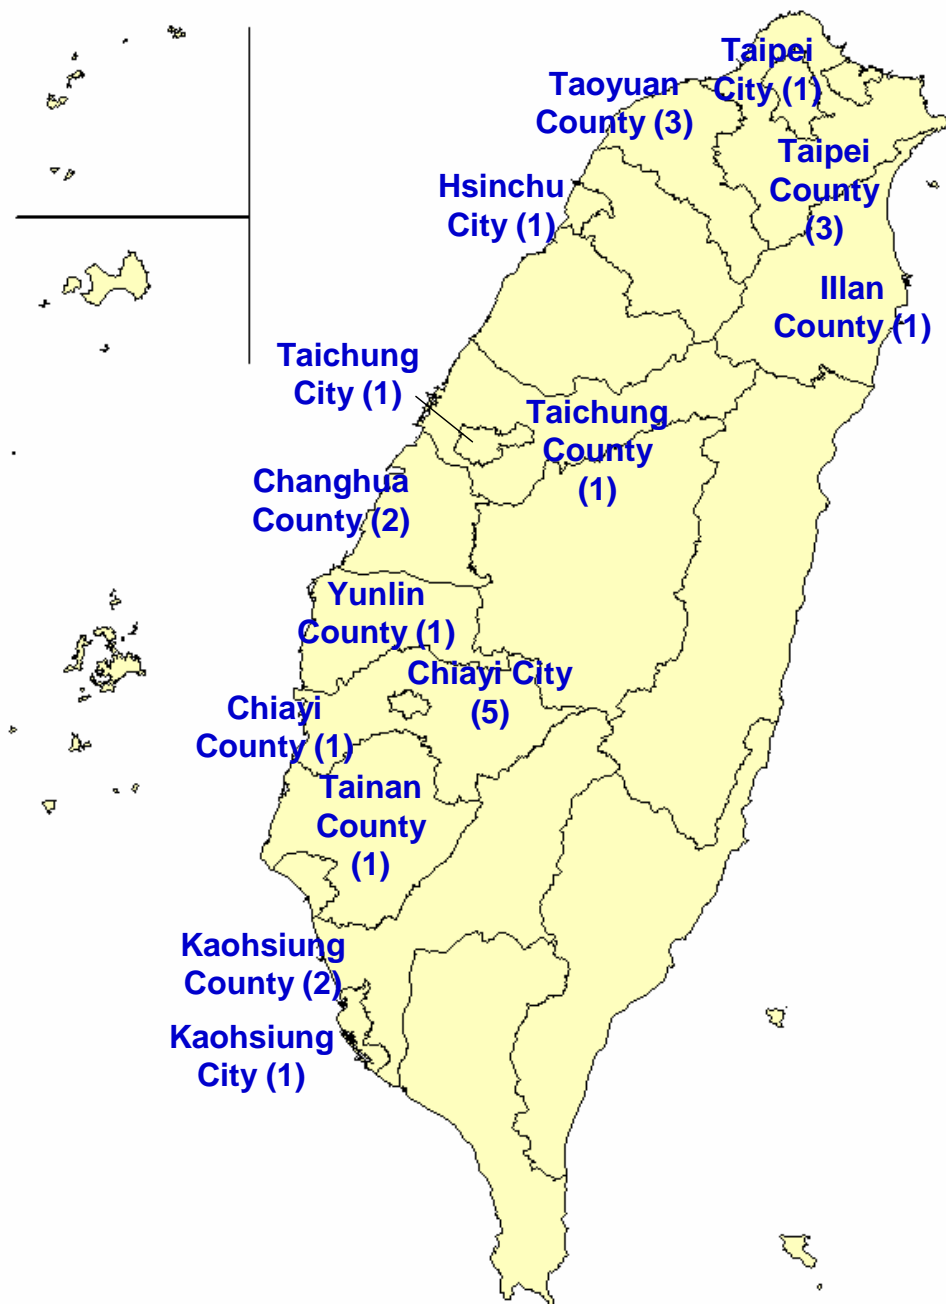 Taipei
City (1)
Taoyuan
County (3)
Taipei
County
(3)
Hsinchu
City (1)
Illan
County (1)
Taichung
City (1)
Taichung
County
(1)
Changhua
County (2)
Yunlin
County (1)
Chiayi City
(5)
Chiayi
County (1)
Tainan
County
(1)
Kaohsiung
County (2)
Kaohsiung
City (1)